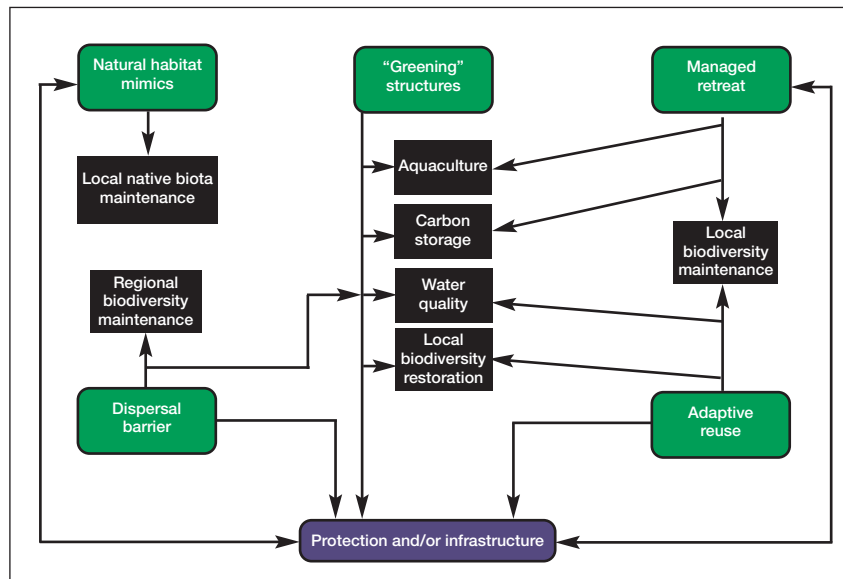 Natural habitat
mimics
“Greening”
structures
Managed
retreat
Local native biota
maintenance
Aquaculture
Carbon
storage
Local
biodiversity
maintenance
Regional
biodiversity
maintenance
Water
quality
Local
biodiversity
restoration
Dispersal
barrier
Adaptive
reuse
Protection and/or infrastructure